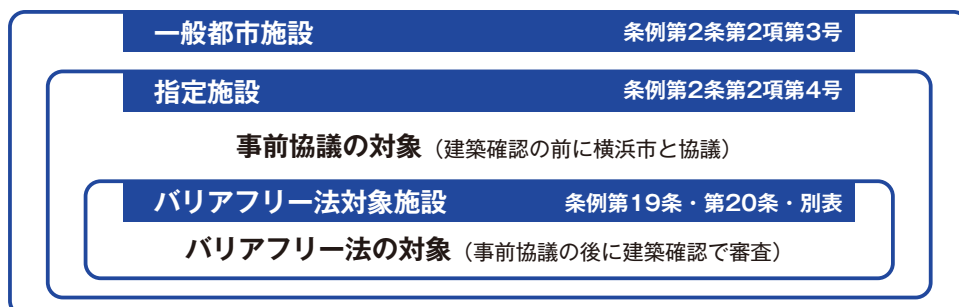 一般都市施設 条例第2条第2項第3号
指定施設 条例第2条第2項第4号
事前協議の対象（建築確認の前に横浜市と協議）
バリアフリー法対象施設 条例第19条・第20条・別表
バリアフリー法の対象（事前協議の後に建築確認で審査）